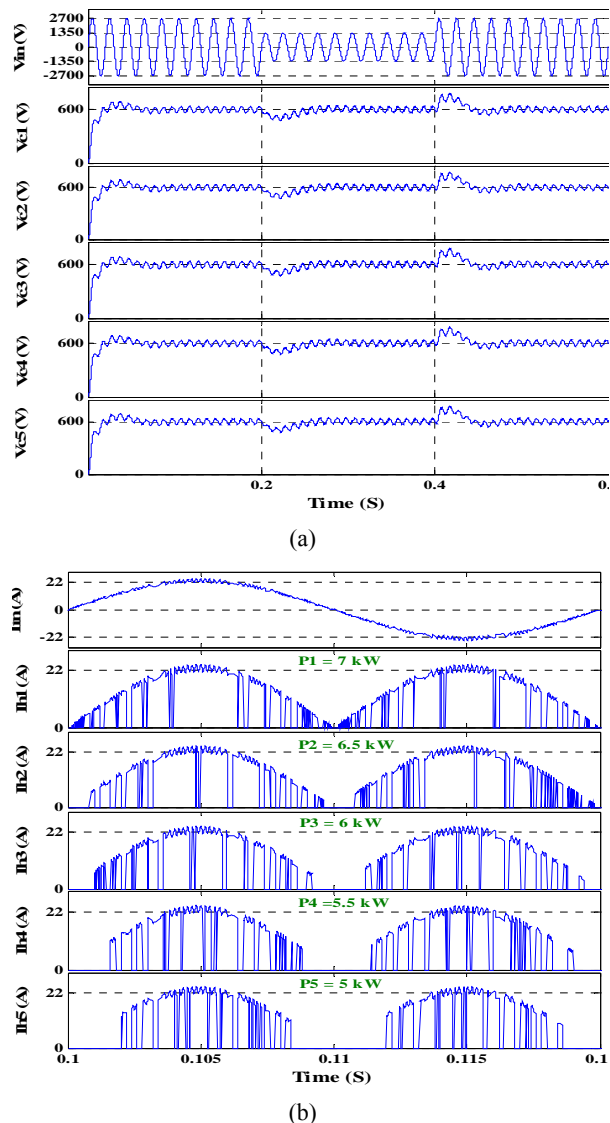 Vin(V)
2700
1350
0
-1350
-2700
Vc1 (V)
600
0
Vc2 (V)
600
0
Vc3 (V)
600
0
Vc4 (V)
600
0
Vc5 (V)
600
0
0.2
0.4
Time (S)
(a)
Iin(A)
22
0
-22
Ih1 (A)
22
0
P1 = 7 kW
Ih2 (A)
22
0
P2 = 6.5 kW
Ih3 (A)
22
0
P3 = 6 kW
Ih4 (A)
22
0
P4 =5.5 kW
Ih5 (A)
22
0
P5 = 5 kW
0.1
0.105
0.11
0.115
Time (S)
(b)